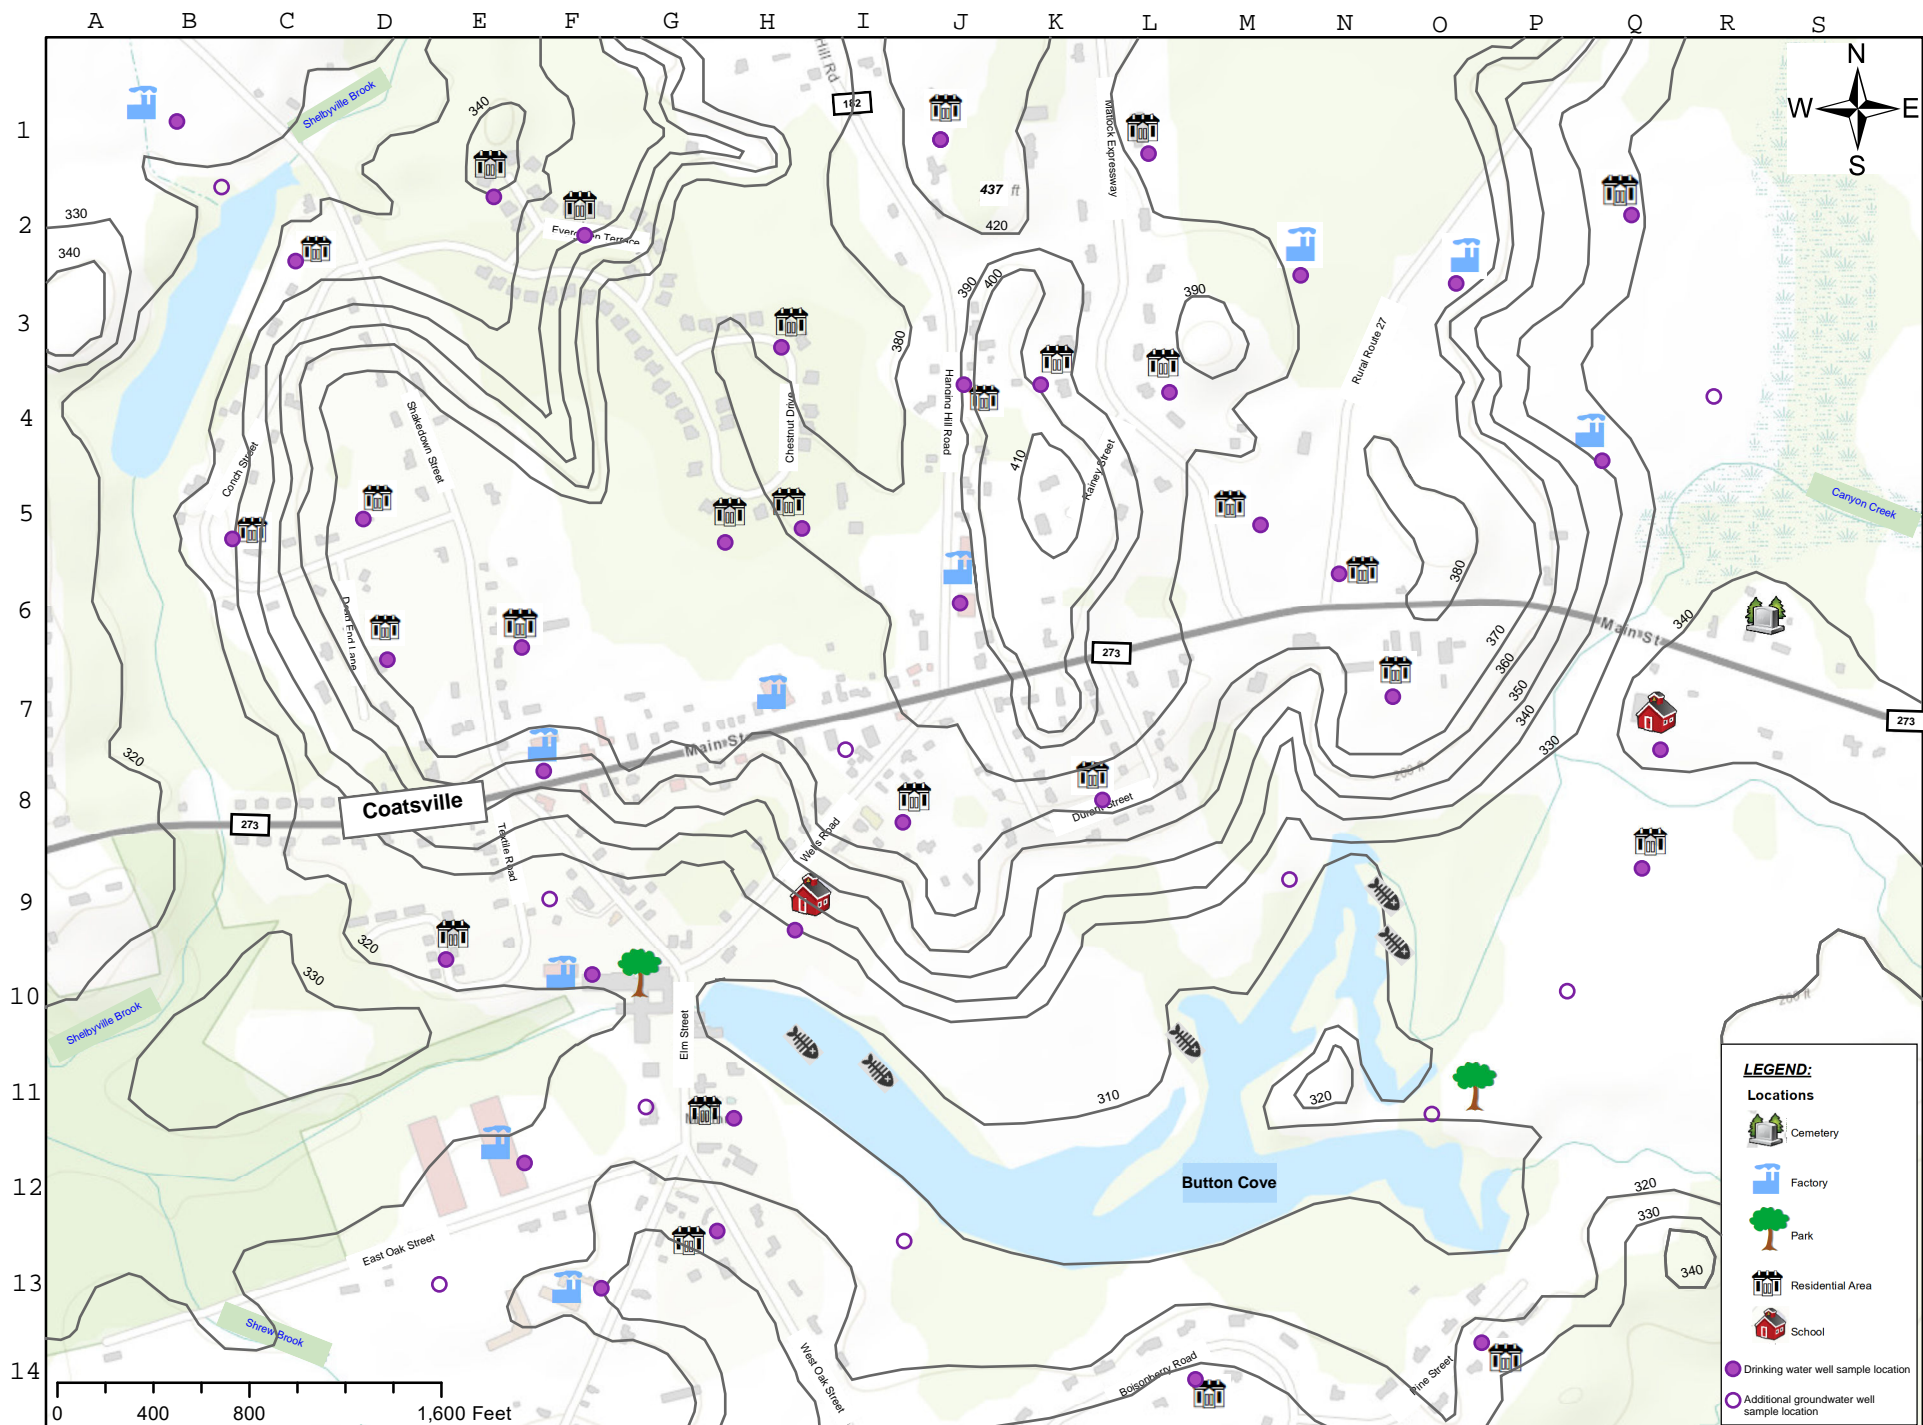 A B C D E F G H I J K L M N O P Q R S
N
W E
S
1
2
3
4
5
6
7
8
9
10
11
12
13
14
Hill Rd
182
Shelbyville Brook
340
Matlock Expressway
437 ft
420
330
340
Evergreen Terrace
390
400
390
380
Rural Route 27
Hanging Hill Road
Shakedown Street
Chestnut Drive
Conch Street
410
Rainey Street
Canyon Creek
380
Dead End Lane
340
Main St
370
360
350
340
330
273
273
Main St
320
260 ft
Coatsville
273
Durant Street
Wells Road
Textile Road
320
330
260 ft
Shelbyville Brook
Elm Street
310
320
Button Cove
320
330
340
East Oak Street
Shrew Brook
West Oak Street
Boisonberry Road
Pine Street
0 400 800 1,600 Feet
LEGEND:
Locations
Cemetery
Factory
Park
Residential Area
School
Drinking water well sample location
Additional groundwater well
sample location